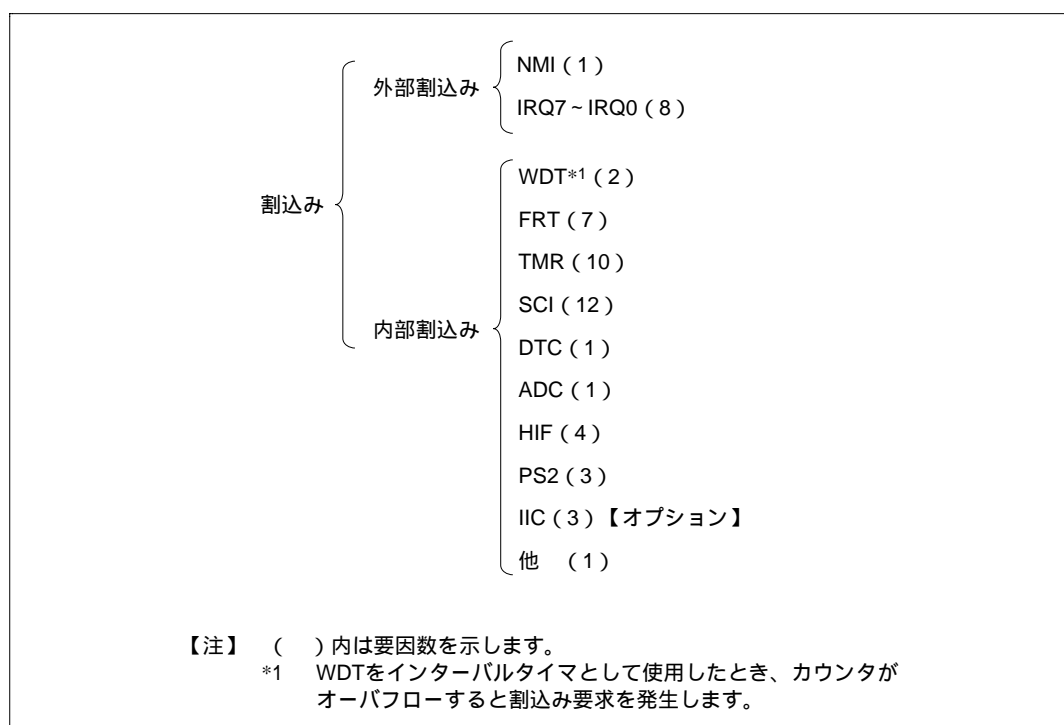 割込み
外部割込み
NMI（1）
IRQ7～IRQ0（8）
内部割込み
WDT*1（2）
FRT（7）
TMR（10）
SCI（12）
DTC（1）
ADC（1）
HIF（4）
PS2（3）
IIC（3）【オプション】
他　（1）
【注】　（　）内は要因数を示します。
*1　WDTをインターバルタイマとして使用したとき、カウンタが
オーバフローすると割込み要求を発生します。